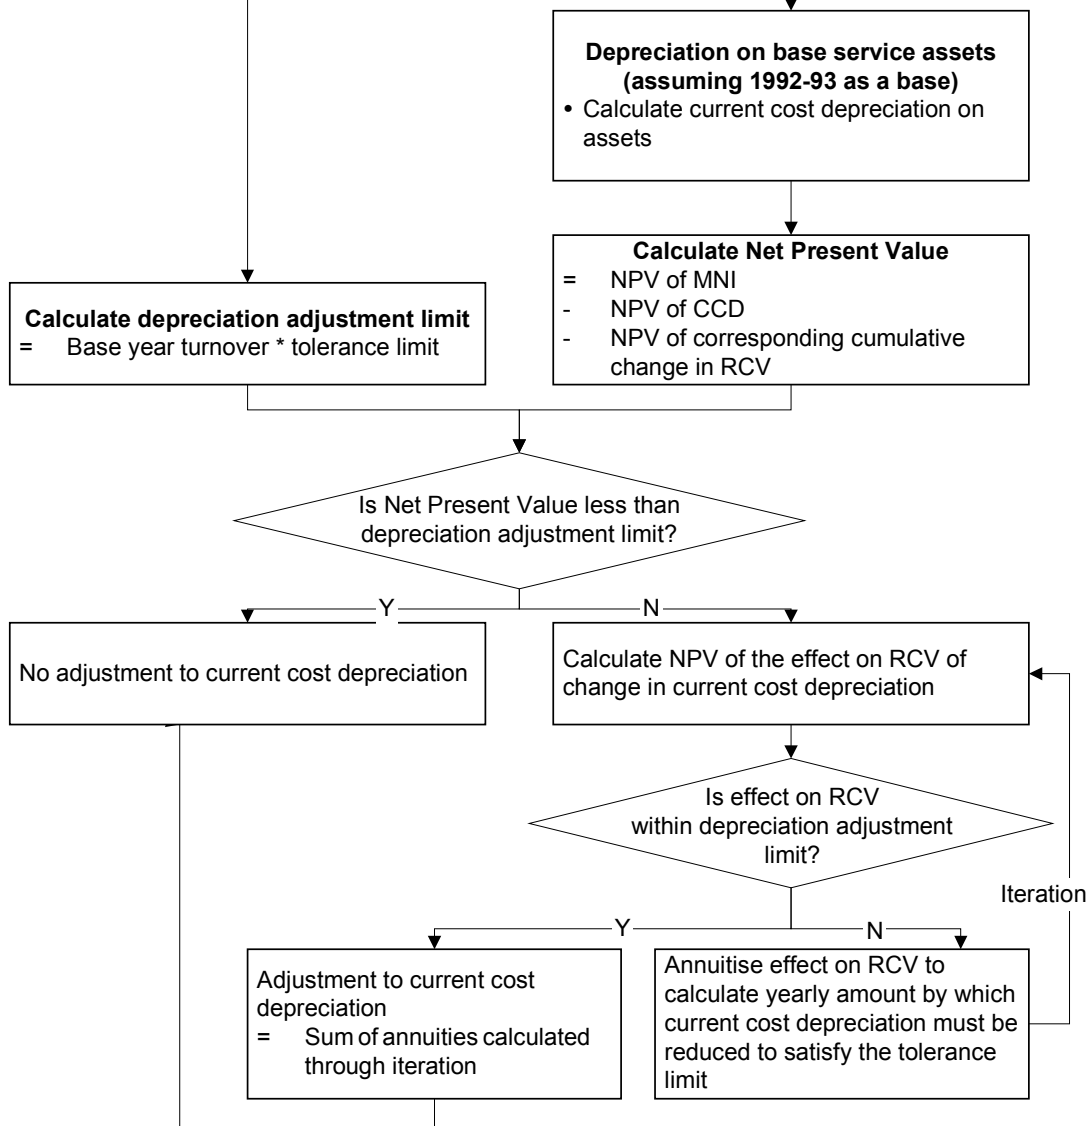 Depreciation on base service assets
(assuming 1992-93 as a base)
• Calculate current cost depreciation on
assets
Calculate Net Present Value
= NPV of MNI
- NPV of CCD
- NPV of corresponding cumulative
change in RCV
Calculate depreciation adjustment limit
= Base year turnover * tolerance limit
Is Net Present Value less than
depreciation adjustment limit?
Y
N
No adjustment to current cost depreciation
Calculate NPV of the effect on RCV of
change in current cost depreciation
Is effect on RCV
within depreciation adjustment
limit?
Iteration
Y
N
Adjustment to current cost
depreciation
= Sum of annuities calculated
through iteration
Annuitise effect on RCV to
calculate yearly amount by which
current cost depreciation must be
reduced to satisfy the tolerance
limit